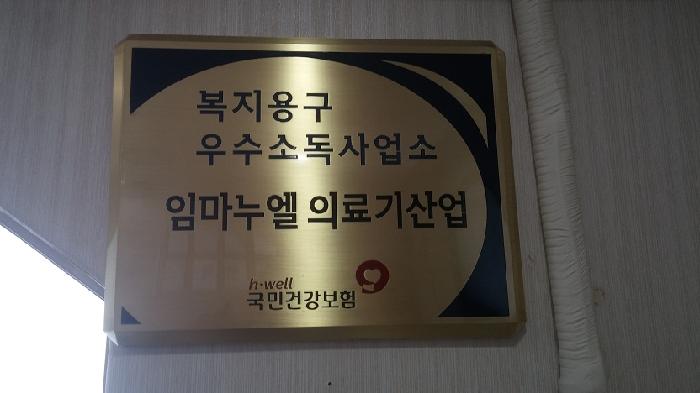 복지용구
우수소독사업소
임마누엘 의료기산업
h·well
국민건강보험